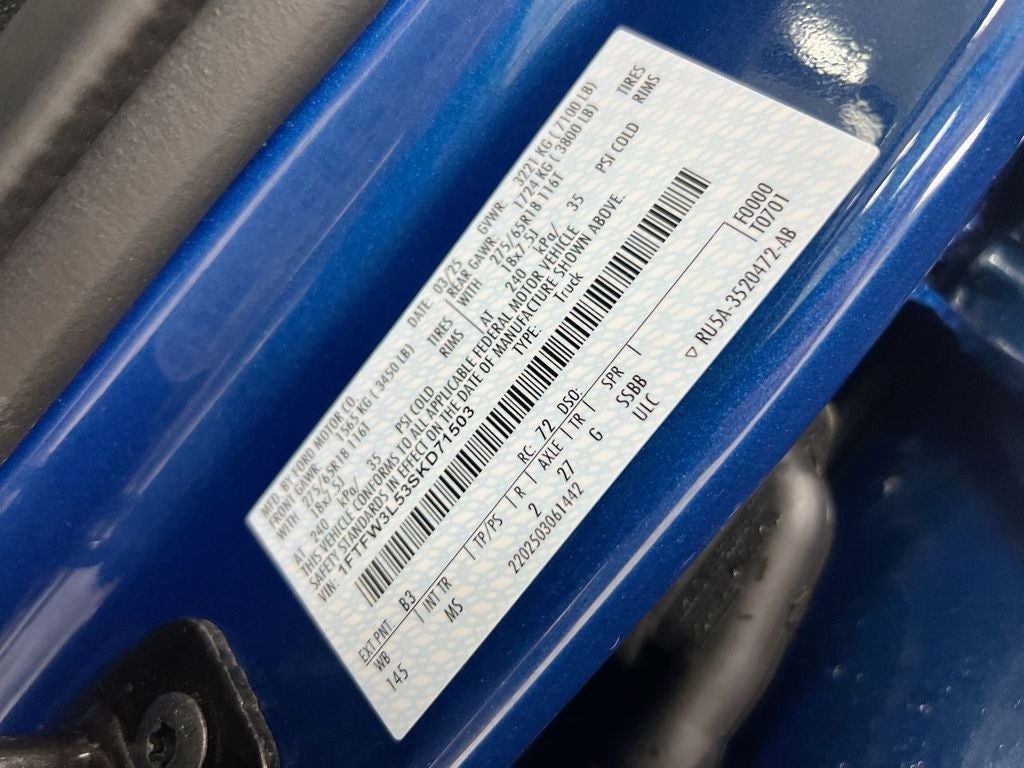 MFD. BY FORD MOTOR CO.
DATE: 03/25 GVWR: 3221 KG ( 7100 LB)
FRONT GAWR: 1565 KG ( 3450 LB) REAR GAWR: 1724 KG ( 3800 LB)
WITH 275/65R18 116T TIRES WITH 275/65R18 116T TIRES
18x7.5J RIMS 18x7.5J RIMS
AT 240 kPa/ 35 PSI COLD AT 240 kPa/ 35 PSI COLD
THIS VEHICLE CONFORMS TO ALL APPLICABLE FEDERAL MOTOR VEHICLE
SAFETY STANDARDS IN EFFECT ON THE DATE OF MANUFACTURE SHOWN ABOVE.
VIN: 1FTFW3L53SKD71503 TYPE: Truck
EXT PNT: B3 RC: 72 DSO: F0000
WB INT TR TP/PS R AXLE TR SPR T0701
145 MS 2 27 G SSBB
2202503061442 ULC
▽ RU5A-3520472-AB